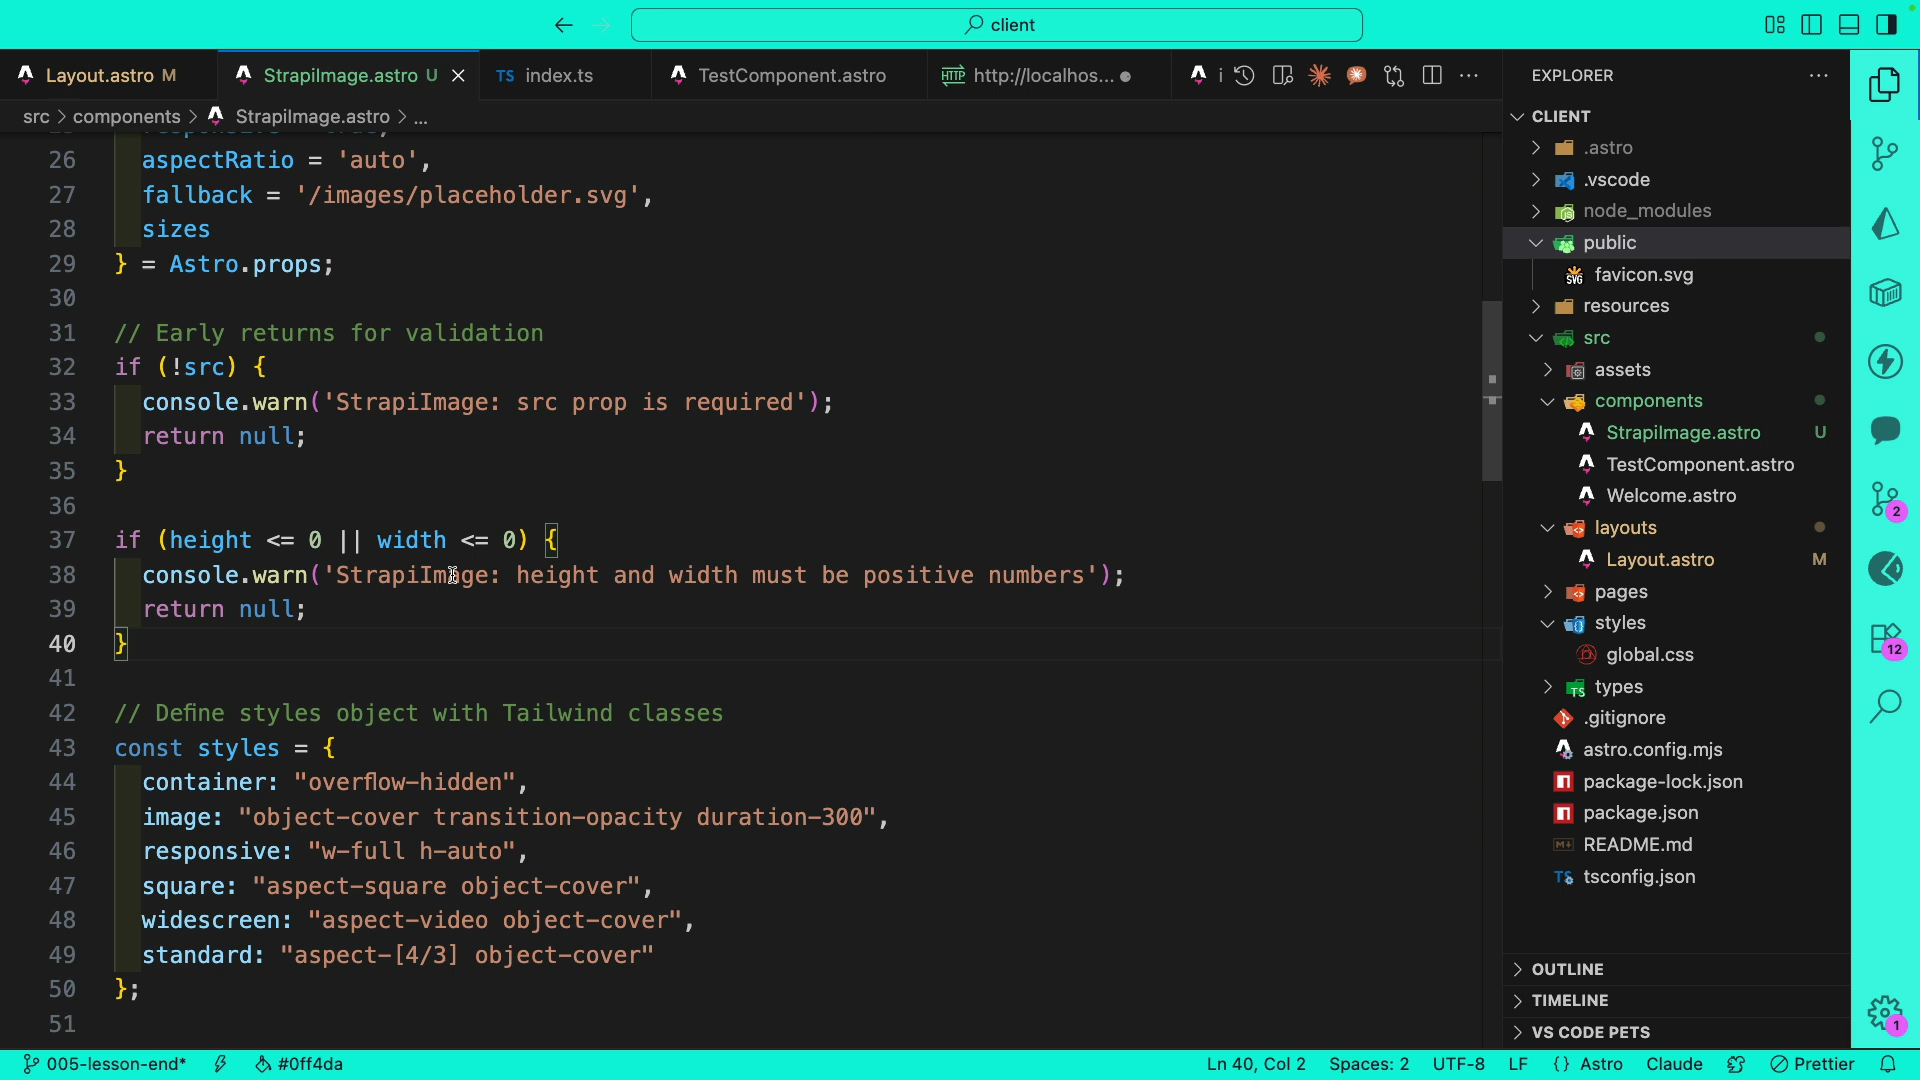 client
Layout.astro M
StrapiImage.astro U
TS index.ts
TestComponent.astro
HTTP http://localhos...
i
EXPLORER
src > components > StrapiImage.astro > ...
26 aspectRatio = 'auto',
27 fallback = '/images/placeholder.svg',
28 sizes
29 } = Astro.props;
30
31 // Early returns for validation
32 if (!src) {
33 console.warn('StrapiImage: src prop is required');
34 return null;
35 }
36
37 if (height <= 0 || width <= 0) {
38 console.warn('StrapiImage: height and width must be positive numbers');
39 return null;
40 }
41
42 // Define styles object with Tailwind classes
43 const styles = {
44 container: "overflow-hidden",
45 image: "object-cover transition-opacity duration-300",
46 responsive: "w-full h-auto",
47 square: "aspect-square object-cover",
48 widescreen: "aspect-video object-cover",
49 standard: "aspect-[4/3] object-cover"
50 };
51
CLIENT
.astro
.vscode
node_modules
public
SVG favicon.svg
resources
src
assets
components
StrapiImage.astro U
TestComponent.astro
Welcome.astro
layouts
Layout.astro M
pages
styles
global.css
TS types
.gitignore
astro.config.mjs
package-lock.json
package.json
README.md
TS tsconfig.json
OUTLINE
TIMELINE
VS CODE PETS
2
12
1
005-lesson-end*
#0ff4da
Ln 40, Col 2
Spaces: 2
UTF-8
LF
{} Astro
Claude
Prettier